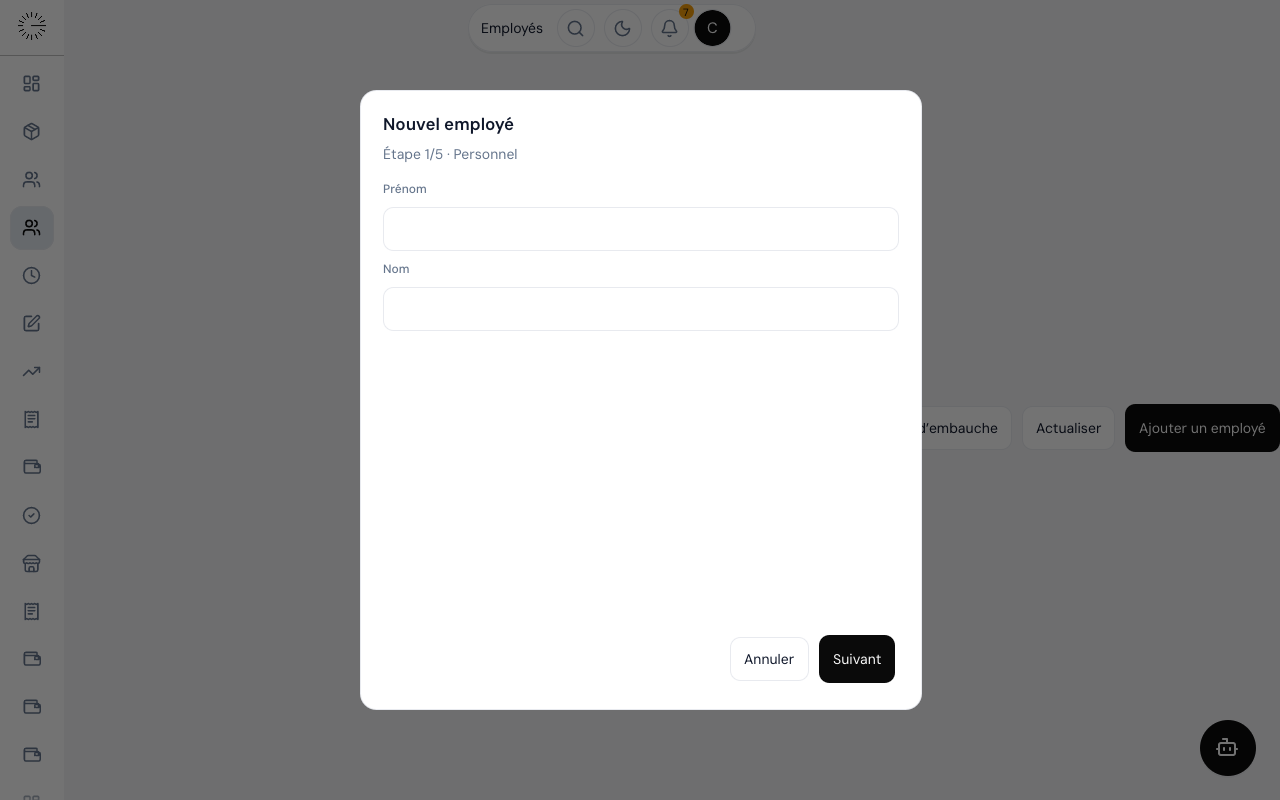 Employés
7
C
Nouvel employé
Étape 1/5 · Personnel
Prénom
Nom
d'embauche
Actualiser
Ajouter un employé
Annuler
Suivant